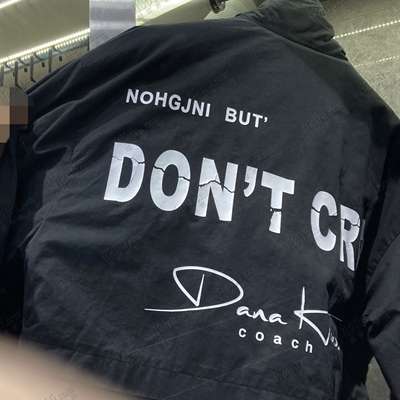 NOHGJNI BUT'
DON'T CR
Dana
coach